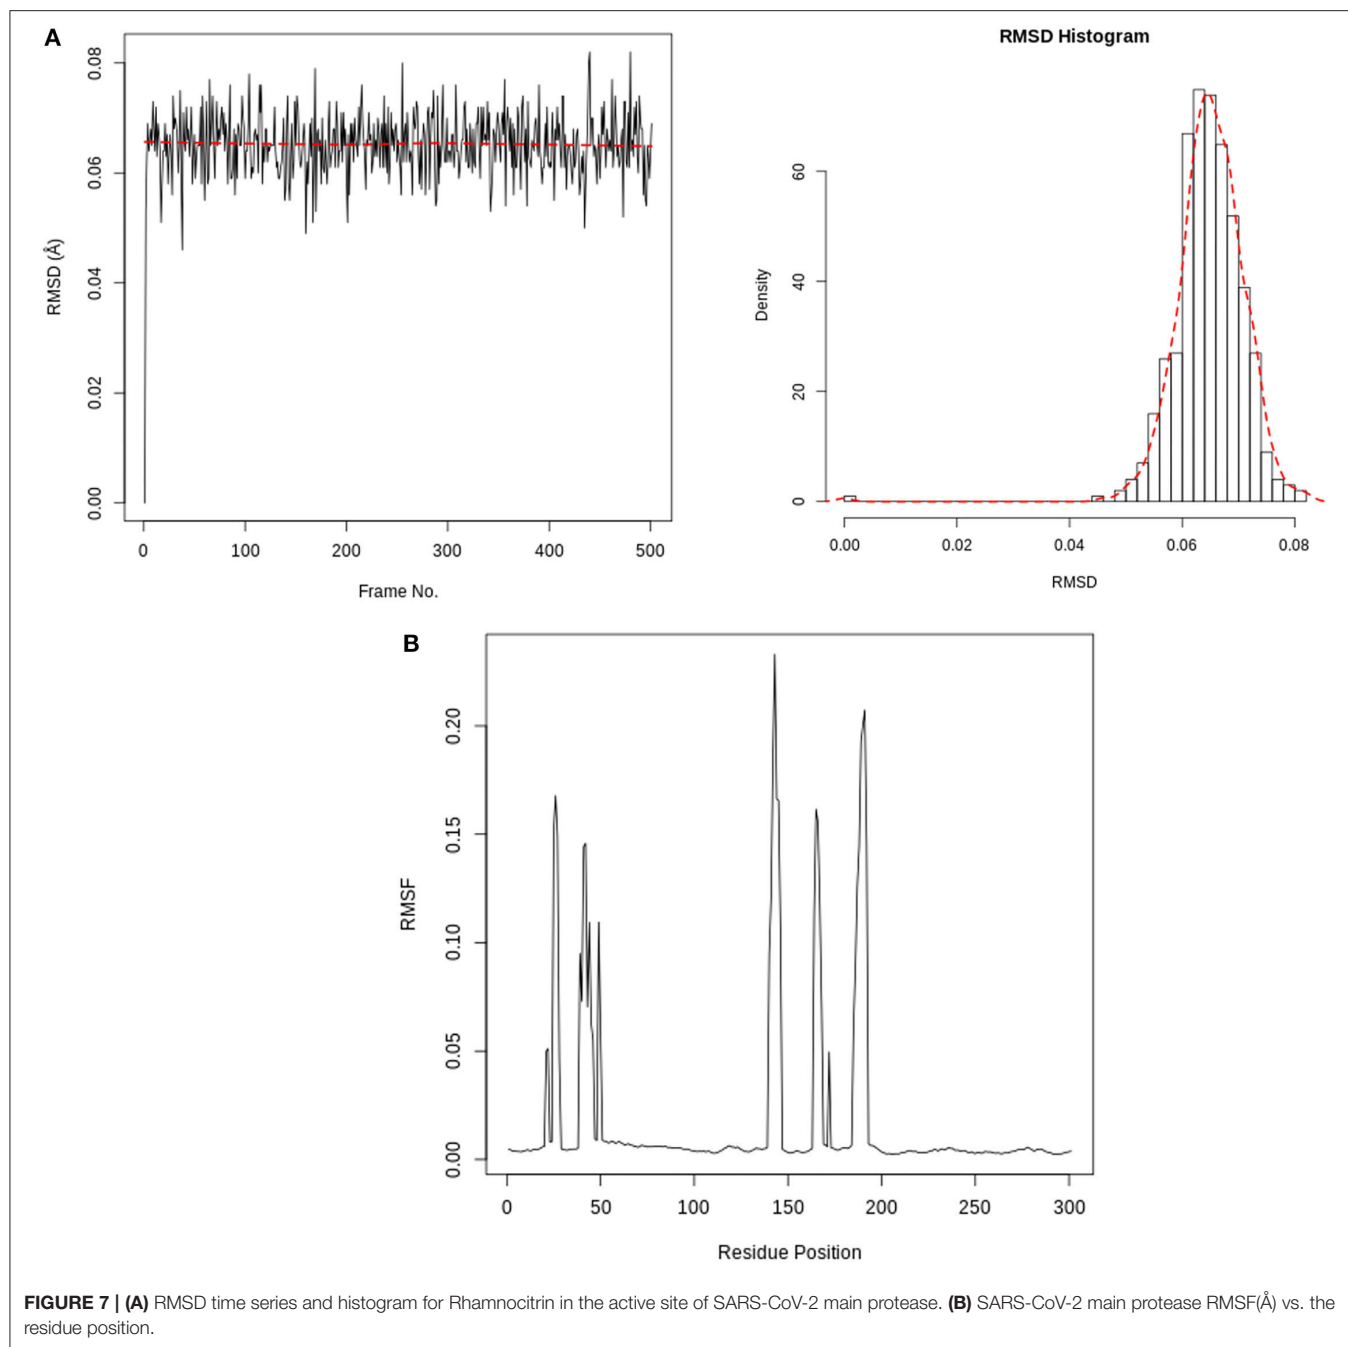 A
RMSD (Å)
0.00
0.02
0.04
0.06
0.08
0
100
200
300
400
500
Frame No.
RMSD Histogram
Density
0
20
40
60
0.00
0.02
0.04
0.06
0.08
RMSD
B
RMSF
0.00
0.05
0.10
0.15
0.20
0
50
100
150
200
250
300
Residue Position
FIGURE 7 | (A) RMSD time series and histogram for Rhamnocitrin in the active site of SARS-CoV-2 main protease. (B) SARS-CoV-2 main protease RMSF(Å) vs. the
residue position.